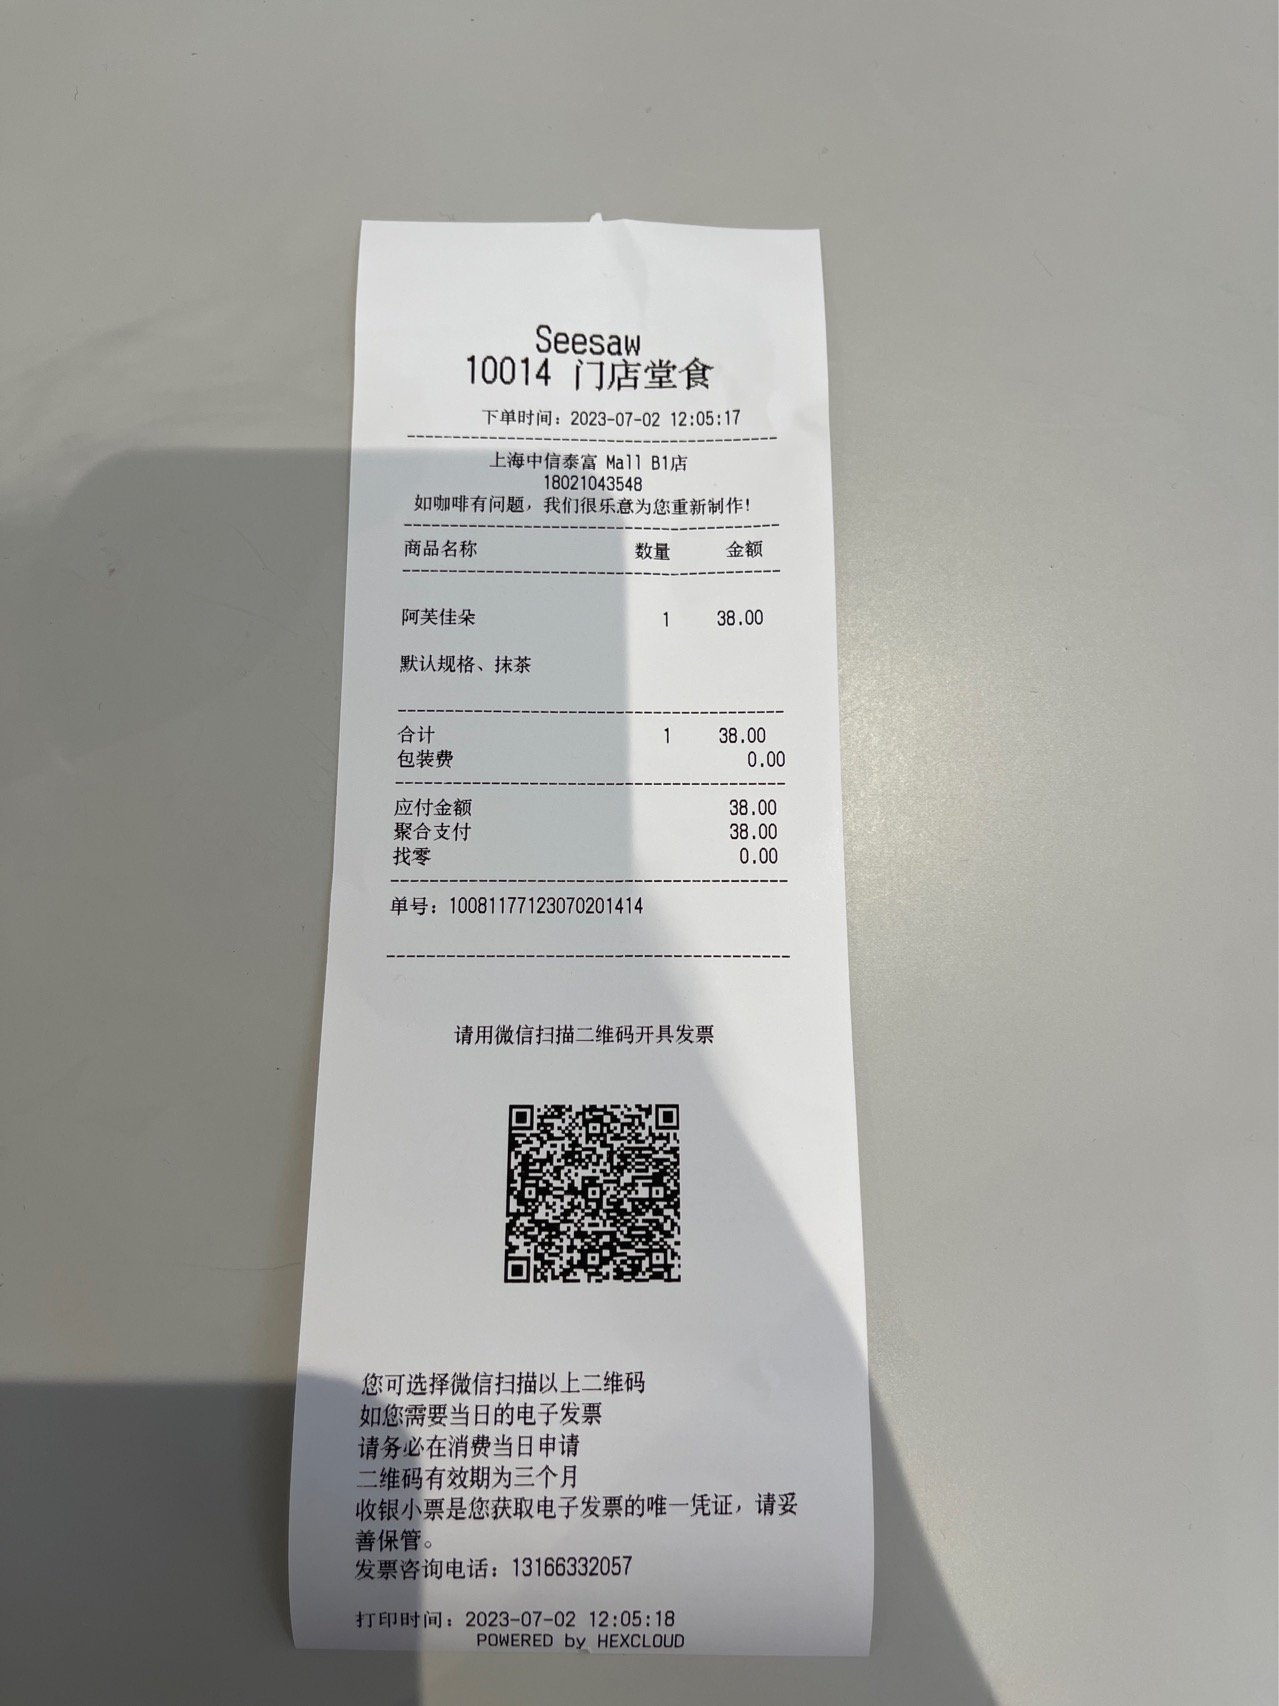 Seesaw
10014 门店堂食
下单时间：2023-07-02 12:05:17
上海中信泰富 Mall B1店
18021043548
如咖啡有问题，我们很乐意为您重新制作!
商品名称 数量 金额
阿芙佳朵 1 38.00
默认规格、抹茶
合计 1 38.00
包装费 0.00
应付金额 38.00
聚合支付 38.00
找零 0.00
单号：10081177123070201414
请用微信扫描二维码开具发票
您可选择微信扫描以上二维码
如您需要当日的电子发票
请务必在消费当日申请
二维码有效期为三个月
收银小票是您获取电子发票的唯一凭证，请妥
善保管。
发票咨询电话：13166332057
打印时间：2023-07-02 12:05:18
POWERED by HEXCLOUD